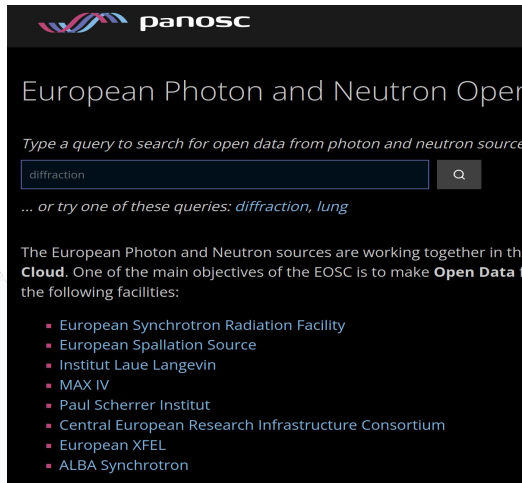 panosc
European Photon and Neutron Open
Type a query to search for open data from photon and neutron source
diffraction
... or try one of these queries: diffraction, lung
The European Photon and Neutron sources are working together in th
Cloud. One of the main objectives of the EOSC is to make Open Data
the following facilities:
European Synchrotron Radiation Facility
European Spallation Source
Institut Laue Langevin
MAX IV
Paul Scherrer Institut
Central European Research Infrastructure Consortium
European XFEL
ALBA Synchrotron